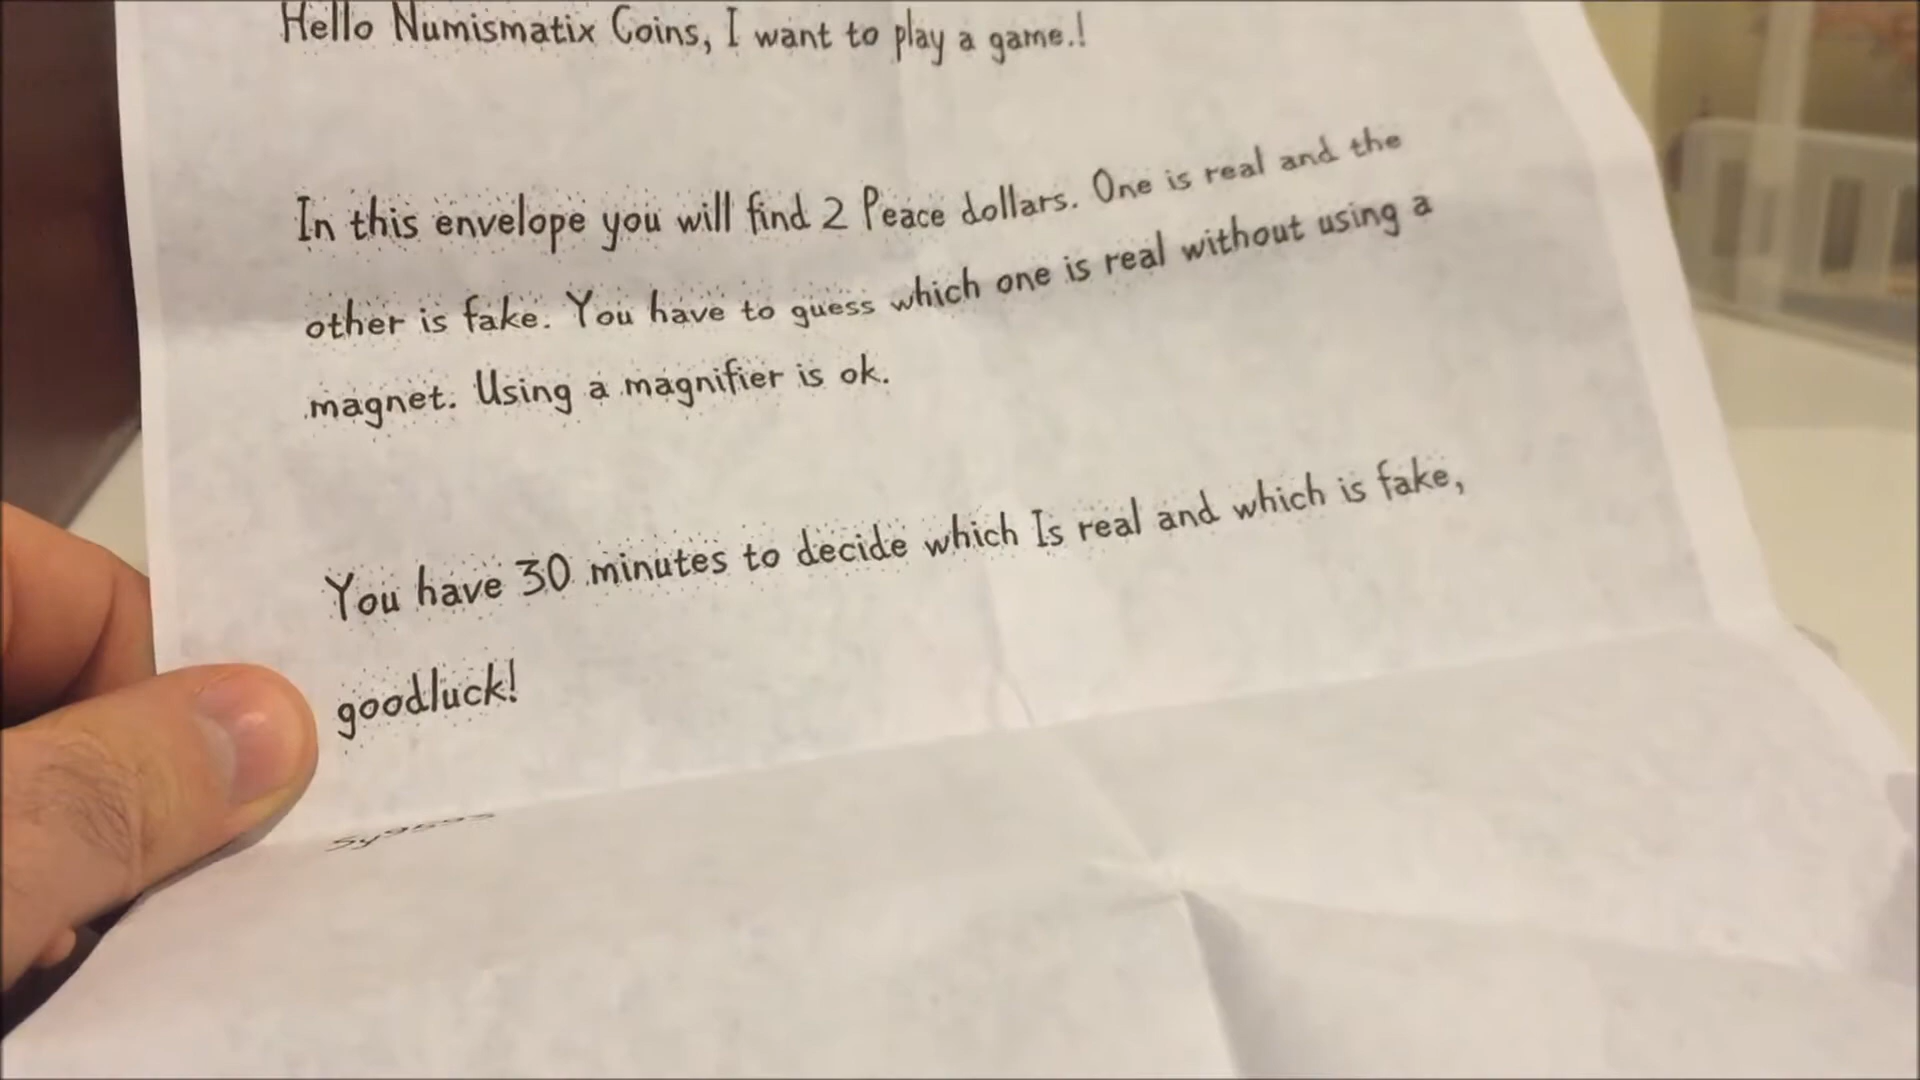 Hello Numismatix Coins, I want to play a game.!
In this envelope you will find 2 Peace dollars. One is real and the
other is fake. You have to guess which one is real without using a
magnet. Using a magnifier is ok.
You have 30 minutes to decide which Is real and which is fake,
goodluck!